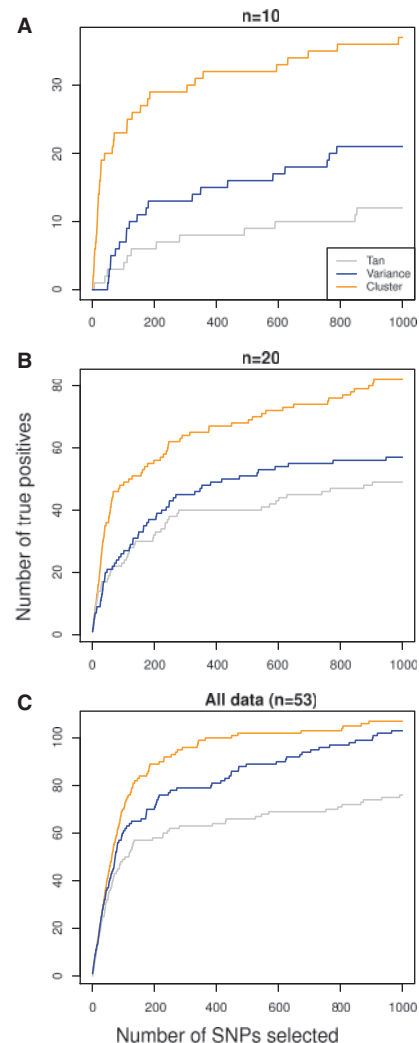 A
n=10
30
20
10
0
Tan
Variance
Cluster
0 200 400 600 800 1000
B
n=20
80
60
40
20
0
0 200 400 600 800 1000
Number of true positives
C
All data (n=53)
100
80
60
40
20
0
0 200 400 600 800 1000
Number of SNPs selected